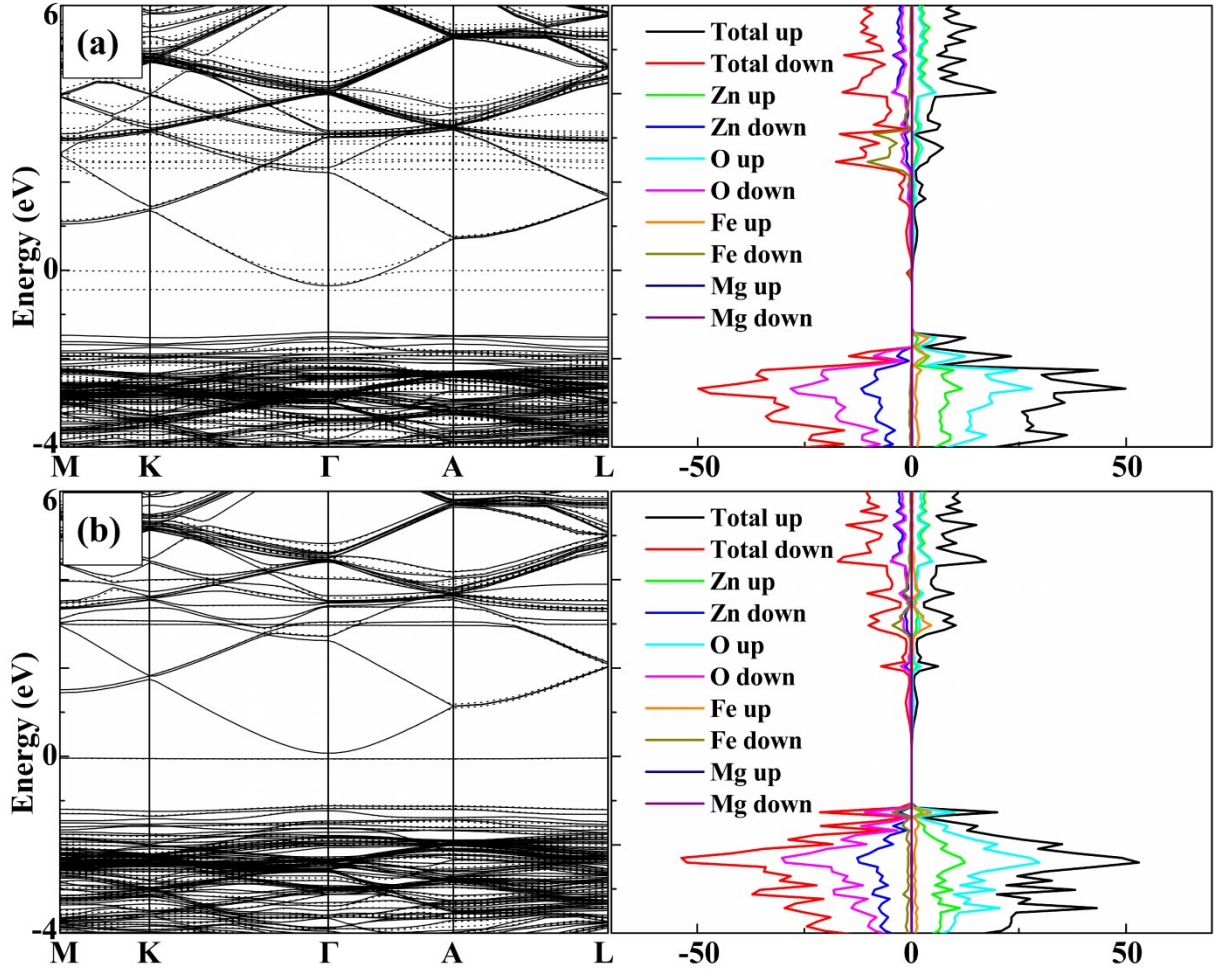 (a)
6
0
-4
Energy (eV)
M K Γ A L
Total up
Total down
Zn up
Zn down
O up
O down
Fe up
Fe down
Mg up
Mg down
-50 0 50
(b)
6
0
-4
Energy (eV)
M K Γ A L
Total up
Total down
Zn up
Zn down
O up
O down
Fe up
Fe down
Mg up
Mg down
-50 0 50